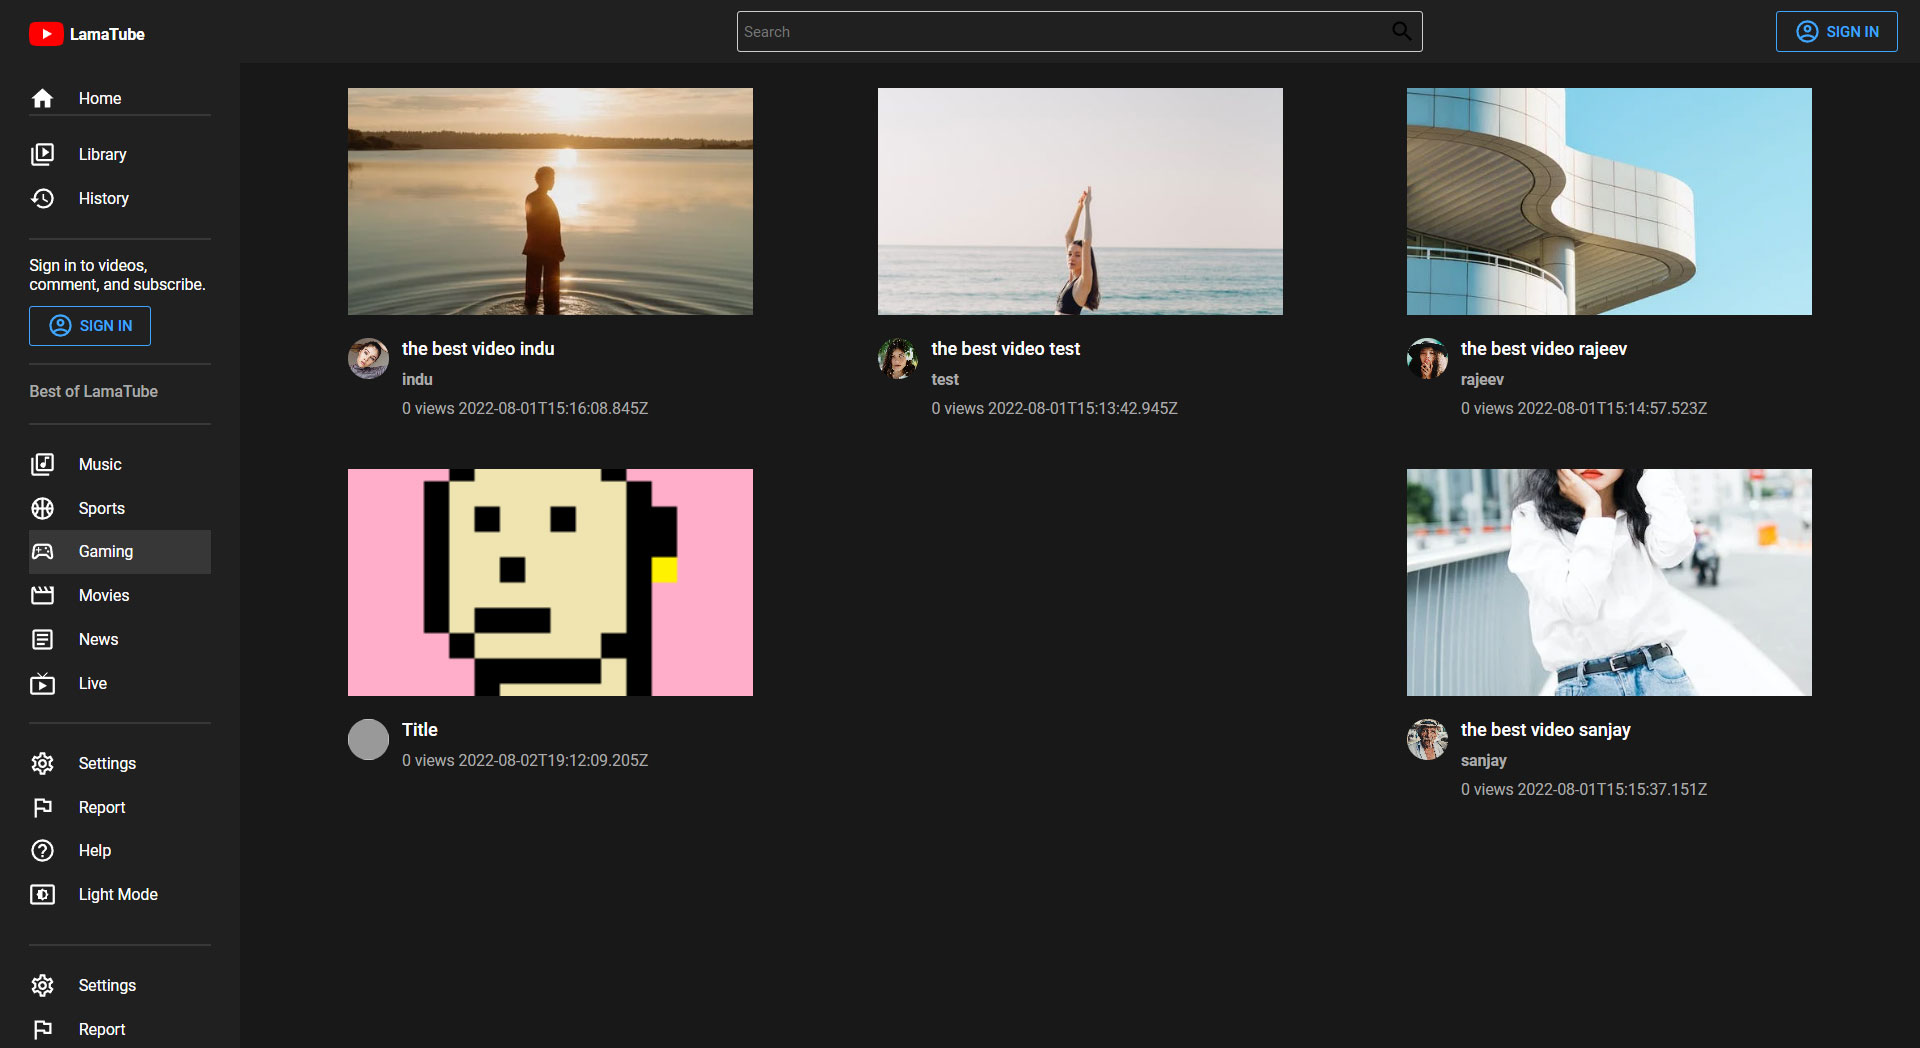 LamaTube
Search
SIGN IN
Home
Library
History
Sign in to videos,
comment, and subscribe.
SIGN IN
Best of LamaTube
Music
Sports
Gaming
Movies
News
Live
Settings
Report
Help
Light Mode
Settings
Report
the best video indu
indu
0 views 2022-08-01T15:16:08.845Z
the best video test
test
0 views 2022-08-01T15:13:42.945Z
the best video rajeev
rajeev
0 views 2022-08-01T15:14:57.523Z
Title
0 views 2022-08-02T19:12:09.205Z
the best video sanjay
sanjay
0 views 2022-08-01T15:15:37.151Z